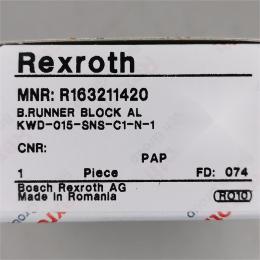 Rexroth
MNR: R163211420
B.RUNNER BLOCK AL
KWD-015-SNS-C1-N-1
CNR:
PAP
1 Piece FD: 074
Bosch Rexroth AG
Made in Romania RO10